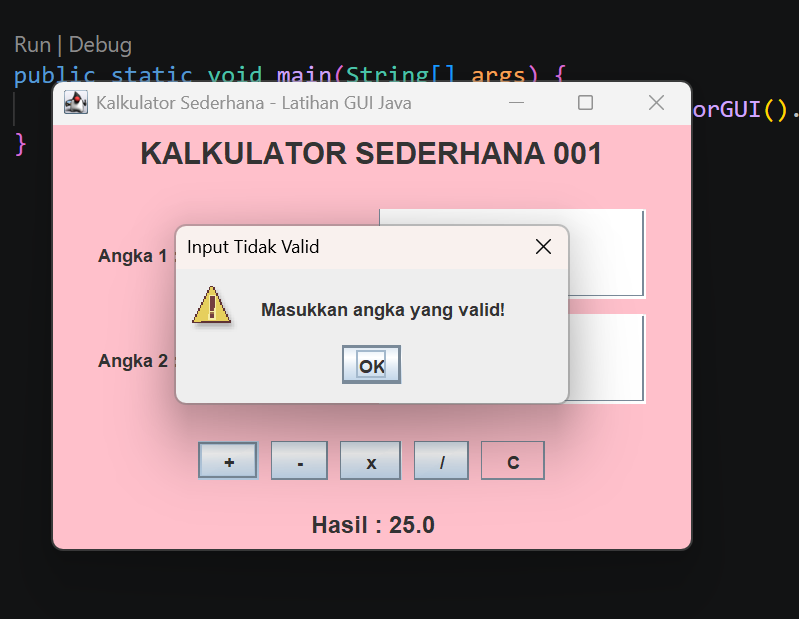 Run | Debug
public static void main(String[] args) {
Kalkulator Sederhana - Latihan GUI Java
orGUI().
}
KALKULATOR SEDERHANA 001
Input Tidak Valid
Angka 1 :
Masukkan angka yang valid!
Angka 2 :
OK
+ - x / C
Hasil : 25.0